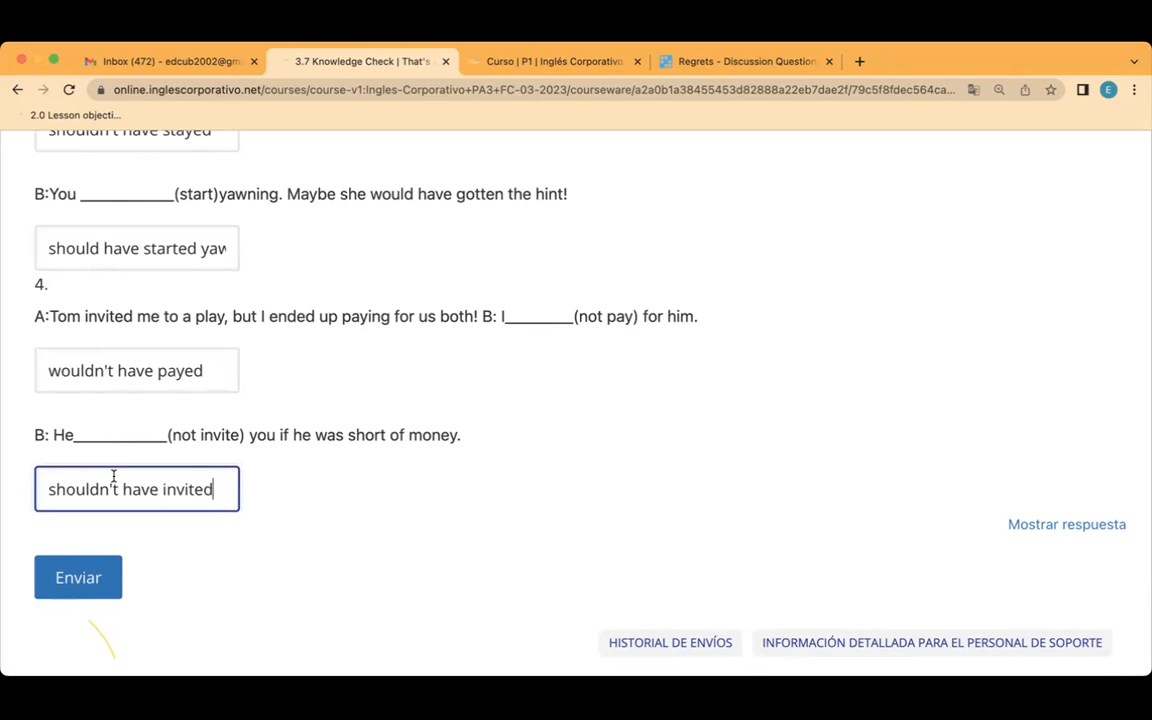 Inbox (472) - edcub2002@gm
3.7 Knowledge Check | That's
Curso | P1 | Inglés Corporativo
Regrets - Discussion Question
online.inglescorporativo.net/courses/course-v1:Ingles-Corporativo+PA3+FC-03-2023/courseware/a2a0b1a38455453d82888a22eb7dae2f/79c5f8fdec564ca...
E
2.0 Lesson objecti...
shouldn't have stayed
B:You ____________(start)yawning. Maybe she would have gotten the hint!
should have started yaw
4.
A:Tom invited me to a play, but I ended up paying for us both! B: I_________(not pay) for him.
wouldn't have payed
B: He____________(not invite) you if he was short of money.
shouldn't have invited
Mostrar respuesta
Enviar
HISTORIAL DE ENVÍOS
INFORMACIÓN DETALLADA PARA EL PERSONAL DE SOPORTE